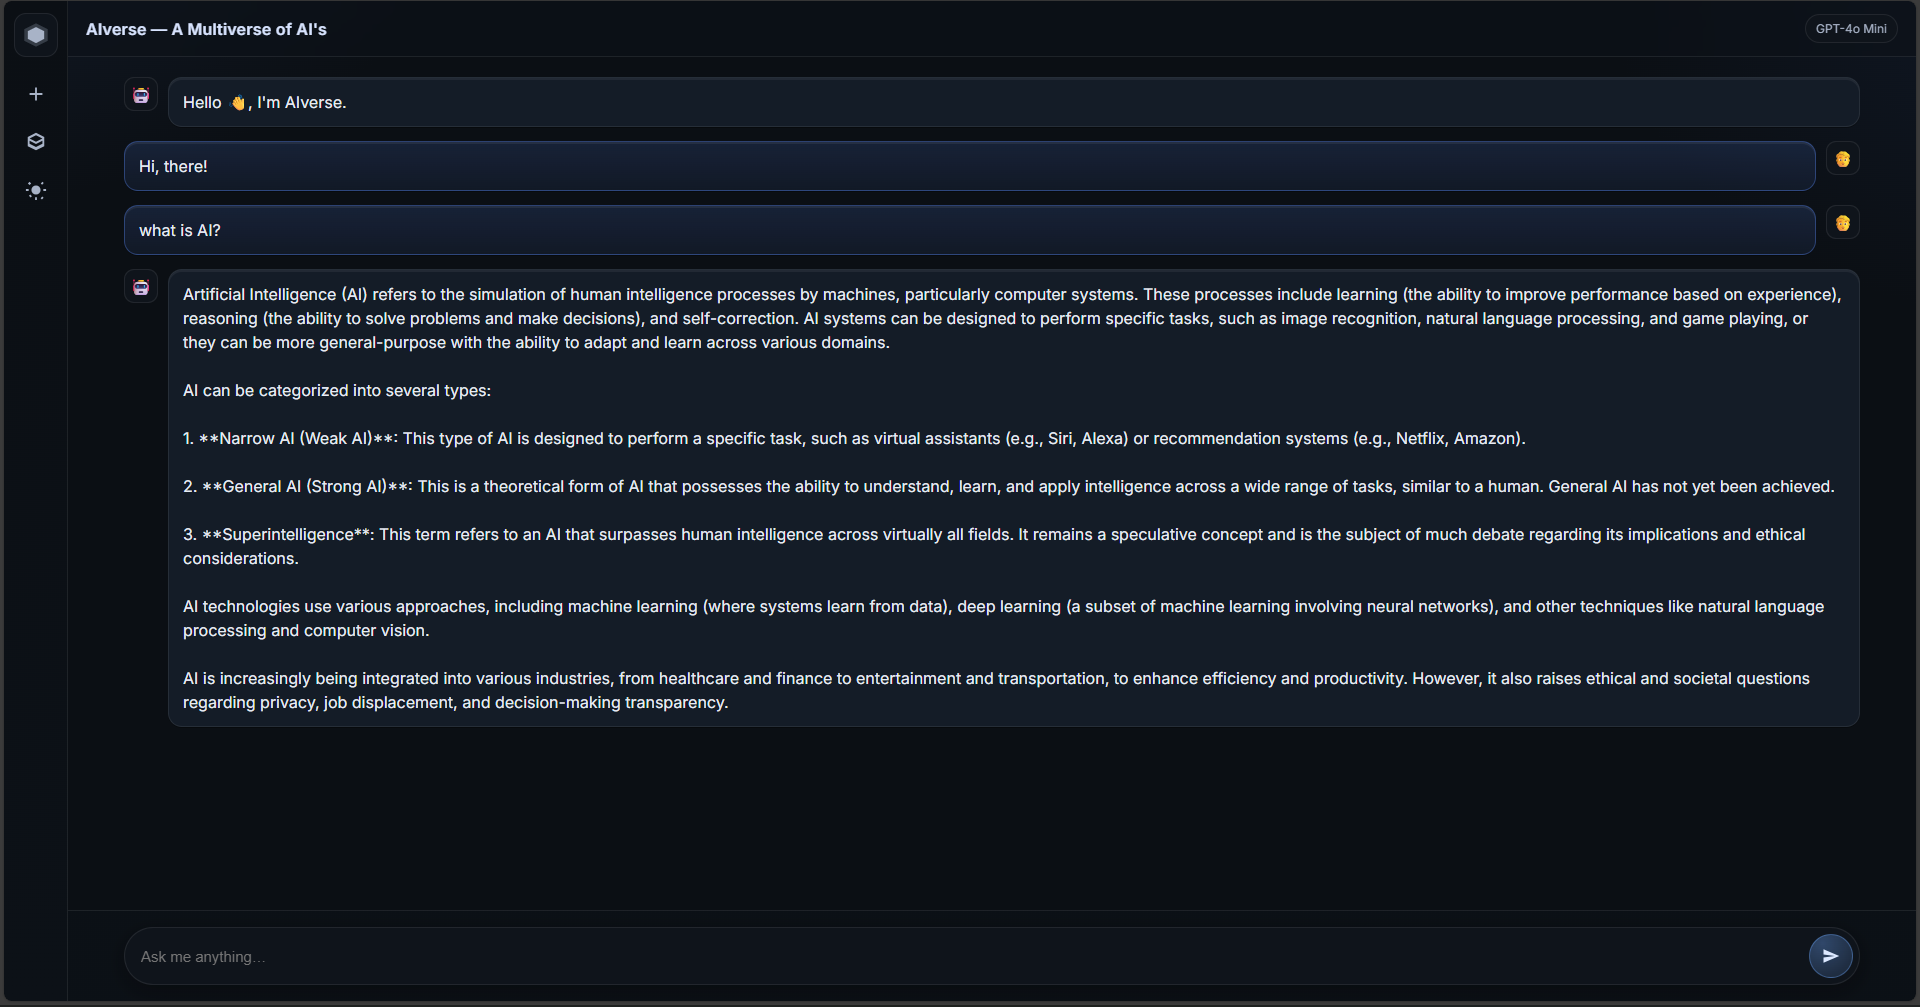 AIverse — A Multiverse of AI's
GPT-4o Mini
Hello 👋, I'm AIverse.
Hi, there!
what is AI?
Artificial Intelligence (AI) refers to the simulation of human intelligence processes by machines, particularly computer systems. These processes include learning (the ability to improve performance based on experience),
reasoning (the ability to solve problems and make decisions), and self-correction. AI systems can be designed to perform specific tasks, such as image recognition, natural language processing, and game playing, or
they can be more general-purpose with the ability to adapt and learn across various domains.
AI can be categorized into several types:
1. **Narrow AI (Weak AI)**: This type of AI is designed to perform a specific task, such as virtual assistants (e.g., Siri, Alexa) or recommendation systems (e.g., Netflix, Amazon).
2. **General AI (Strong AI)**: This is a theoretical form of AI that possesses the ability to understand, learn, and apply intelligence across a wide range of tasks, similar to a human. General AI has not yet been achieved.
3. **Superintelligence**: This term refers to an AI that surpasses human intelligence across virtually all fields. It remains a speculative concept and is the subject of much debate regarding its implications and ethical
considerations.
AI technologies use various approaches, including machine learning (where systems learn from data), deep learning (a subset of machine learning involving neural networks), and other techniques like natural language
processing and computer vision.
AI is increasingly being integrated into various industries, from healthcare and finance to entertainment and transportation, to enhance efficiency and productivity. However, it also raises ethical and societal questions
regarding privacy, job displacement, and decision-making transparency.
Ask me anything...